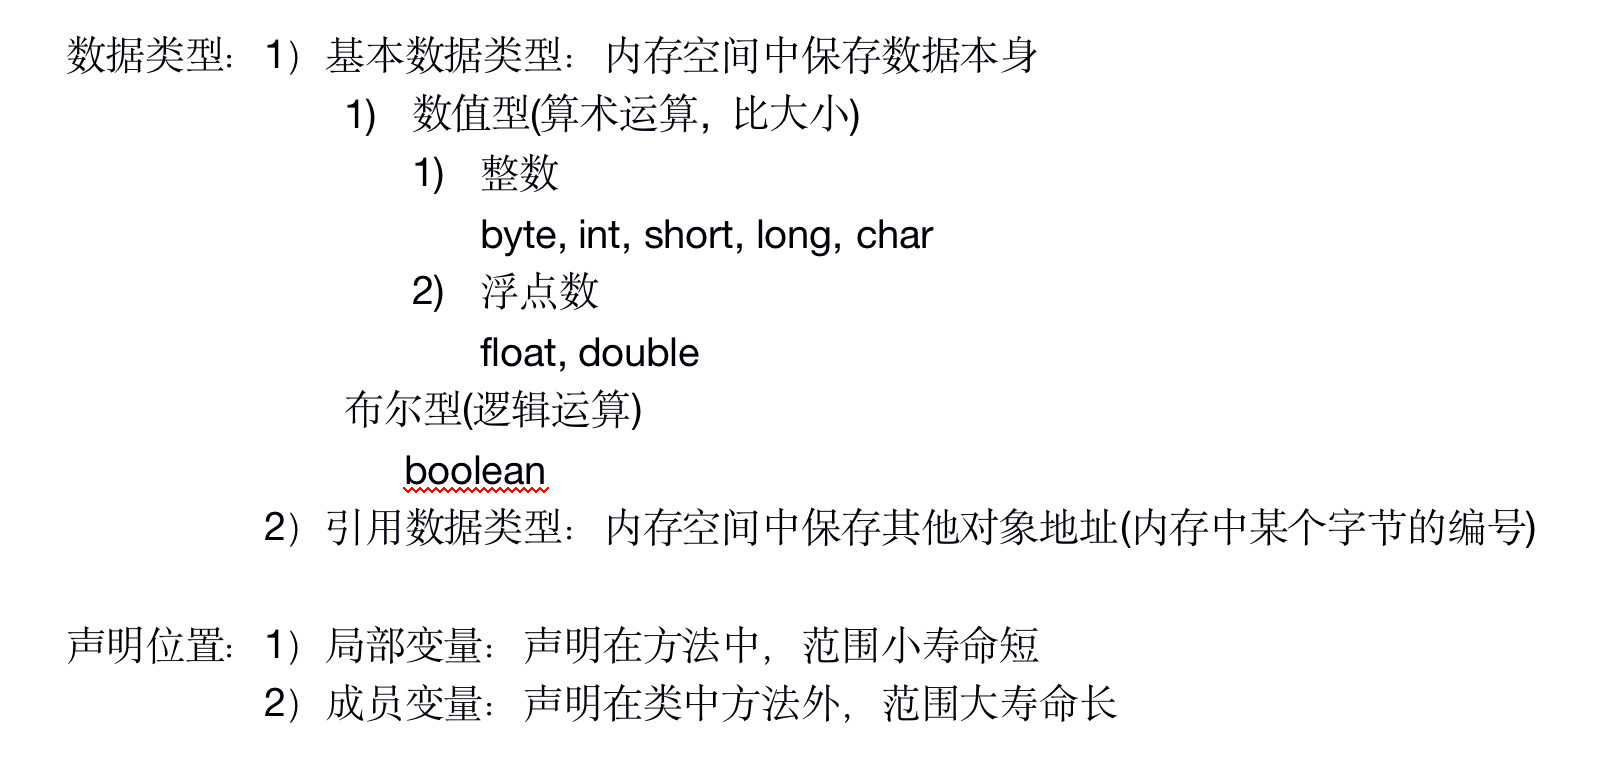 数据类型：1）基本数据类型： 内存空间中保存数据本身
1) 数值型(算术运算, 比大小)
1) 整数
byte, int, short, long, char
2) 浮点数
float, double
布尔型(逻辑运算)
boolean
2）引用数据类型： 内存空间中保存其他对象地址(内存中某个字节的编号)
声明位置：1）局部变量： 声明在方法中，范围小寿命短
2）成员变量： 声明在类中方法外，范围大寿命长